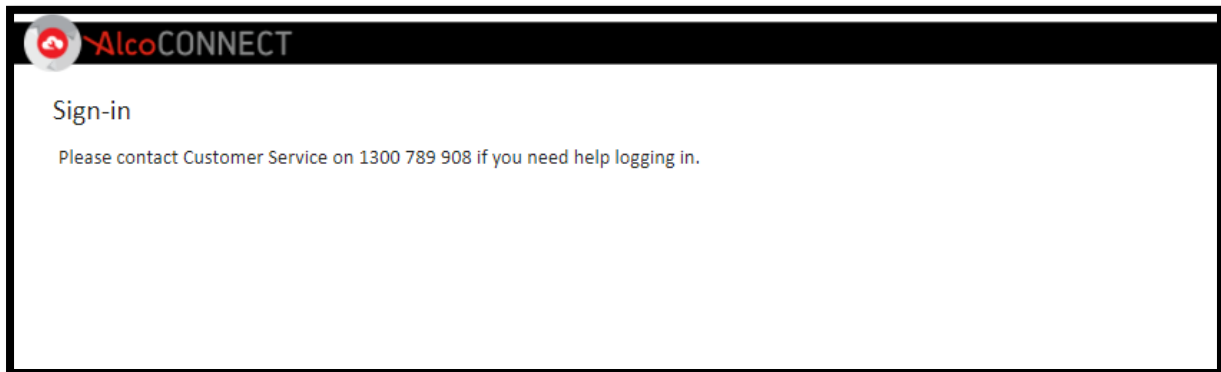 AlcoCONNECT
Sign-in
Please contact Customer Service on 1300 789 908 if you need help logging in.